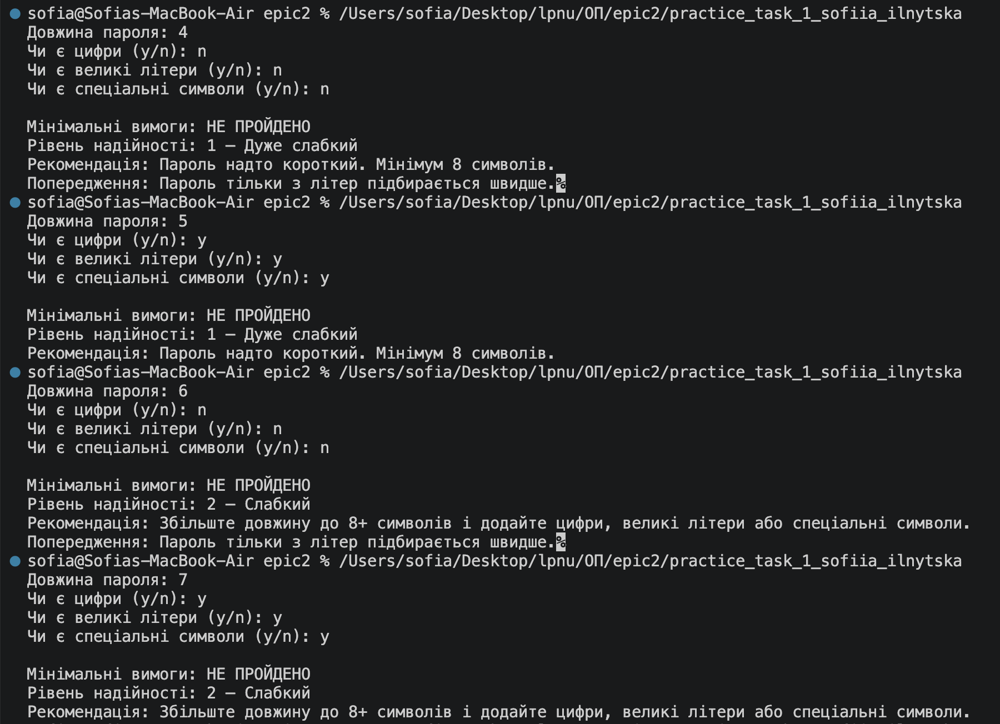 sofia@Sofias-MacBook-Air epic2 % /Users/sofia/Desktop/lpnu/ОП/epic2/practice_task_1_sofiia_ilnytska
Довжина пароля: 4
Чи є цифри (y/n): n
Чи є великі літери (y/n): n
Чи є спеціальні символи (y/n): n
Мінімальні вимоги: НЕ ПРОЙДЕНО
Рівень надійності: 1 — Дуже слабкий
Рекомендація: Пароль надто короткий. Мінімум 8 символів.
Попередження: Пароль тільки з літер підбирається швидше.%
sofia@Sofias-MacBook-Air epic2 % /Users/sofia/Desktop/lpnu/ОП/epic2/practice_task_1_sofiia_ilnytska
Довжина пароля: 5
Чи є цифри (y/n): y
Чи є великі літери (y/n): y
Чи є спеціальні символи (y/n): y
Мінімальні вимоги: НЕ ПРОЙДЕНО
Рівень надійності: 1 — Дуже слабкий
Рекомендація: Пароль надто короткий. Мінімум 8 символів.
sofia@Sofias-MacBook-Air epic2 % /Users/sofia/Desktop/lpnu/ОП/epic2/practice_task_1_sofiia_ilnytska
Довжина пароля: 6
Чи є цифри (y/n): n
Чи є великі літери (y/n): n
Чи є спеціальні символи (y/n): n
Мінімальні вимоги: НЕ ПРОЙДЕНО
Рівень надійності: 2 — Слабкий
Рекомендація: Збільште довжину до 8+ символів і додайте цифри, великі літери або спеціальні символи.
Попередження: Пароль тільки з літер підбирається швидше.%
sofia@Sofias-MacBook-Air epic2 % /Users/sofia/Desktop/lpnu/ОП/epic2/practice_task_1_sofiia_ilnytska
Довжина пароля: 7
Чи є цифри (y/n): y
Чи є великі літери (y/n): y
Чи є спеціальні символи (y/n): y
Мінімальні вимоги: НЕ ПРОЙДЕНО
Рівень надійності: 2 — Слабкий
Рекомендація: Збільште довжину до 8+ символів і додайте цифри, великі літери або спеціальні символи.